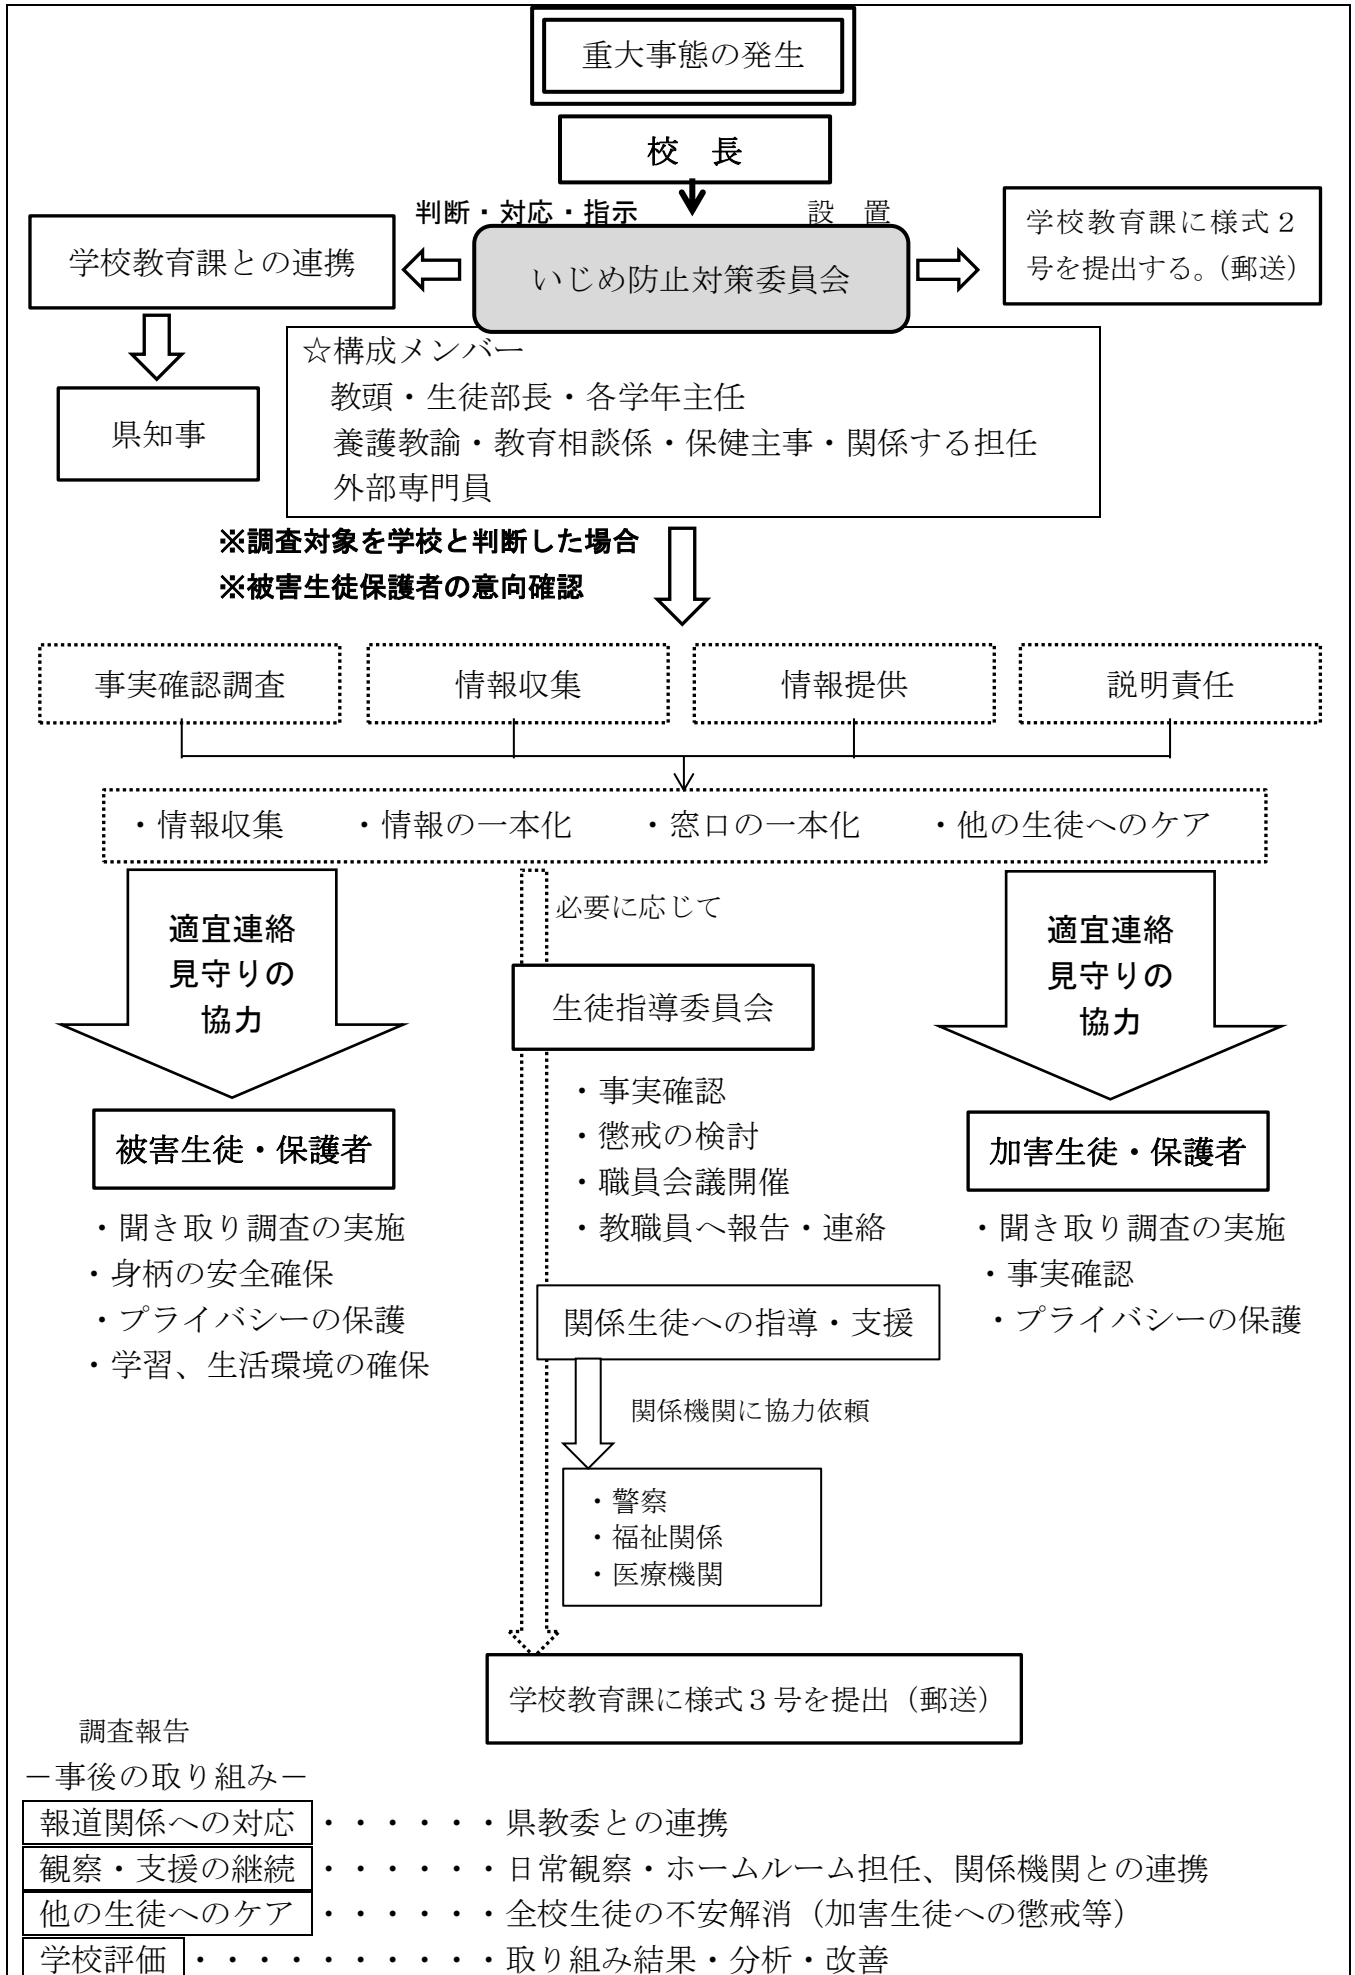 重大事態の発生
校　長
判断・対応・指示
設　置
学校教育課との連携
いじめ防止対策委員会
学校教育課に様式２
号を提出する。（郵送）
県知事
☆構成メンバー
教頭・生徒部長・各学年主任
養護教諭・教育相談係・保健主事・関係する担任
外部専門員
※調査対象を学校と判断した場合
※被害生徒保護者の意向確認
事実確認調査
情報収集
情報提供
説明責任
・情報収集　・情報の一本化　・窓口の一本化　・他の生徒へのケア
適宜連絡
見守りの
協力
必要に応じて
適宜連絡
見守りの
協力
生徒指導委員会
・事実確認
・懲戒の検討
・職員会議開催
・教職員へ報告・連絡
被害生徒・保護者
・聞き取り調査の実施
・身柄の安全確保
・プライバシーの保護
・学習、生活環境の確保
加害生徒・保護者
・聞き取り調査の実施
・事実確認
・プライバシーの保護
関係生徒への指導・支援
関係機関に協力依頼
・警察
・福祉関係
・医療機関
学校教育課に様式３号を提出（郵送）
調査報告
－事後の取り組み－
報道関係への対応・・・・・・県教委との連携
観察・支援の継続・・・・・・日常観察・ホームルーム担任、関係機関との連携
他の生徒へのケア・・・・・・全校生徒の不安解消（加害生徒への懲戒等）
学校評価・・・・・・・・・・取り組み結果・分析・改善